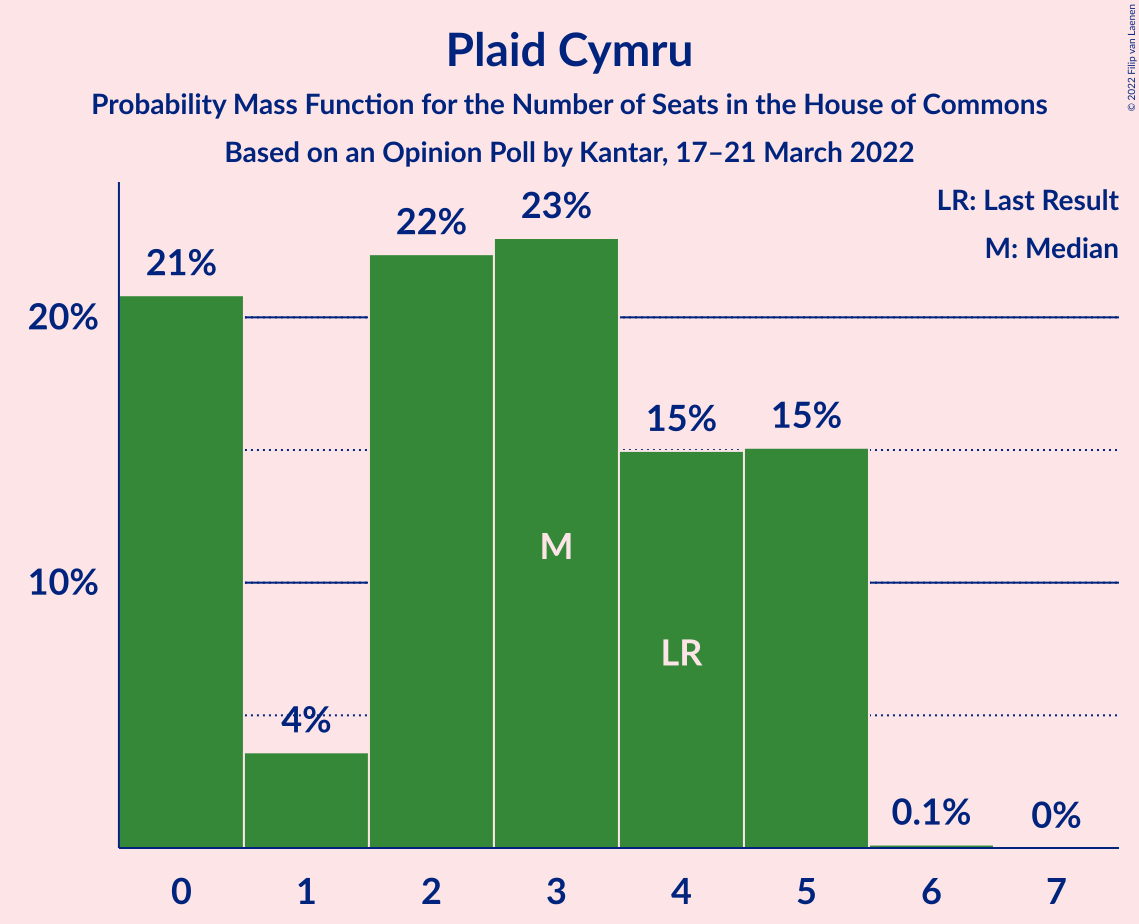 Plaid Cymru
Probability Mass Function for the Number of Seats in the House of Commons
Based on an Opinion Poll by Kantar, 17–21 March 2022
© 2022 Filip van Laenen
LR: Last Result
M: Median
21%
4%
22%
23%
15%
15%
0.1%
0%
20%
10%
M
LR
0
1
2
3
4
5
6
7